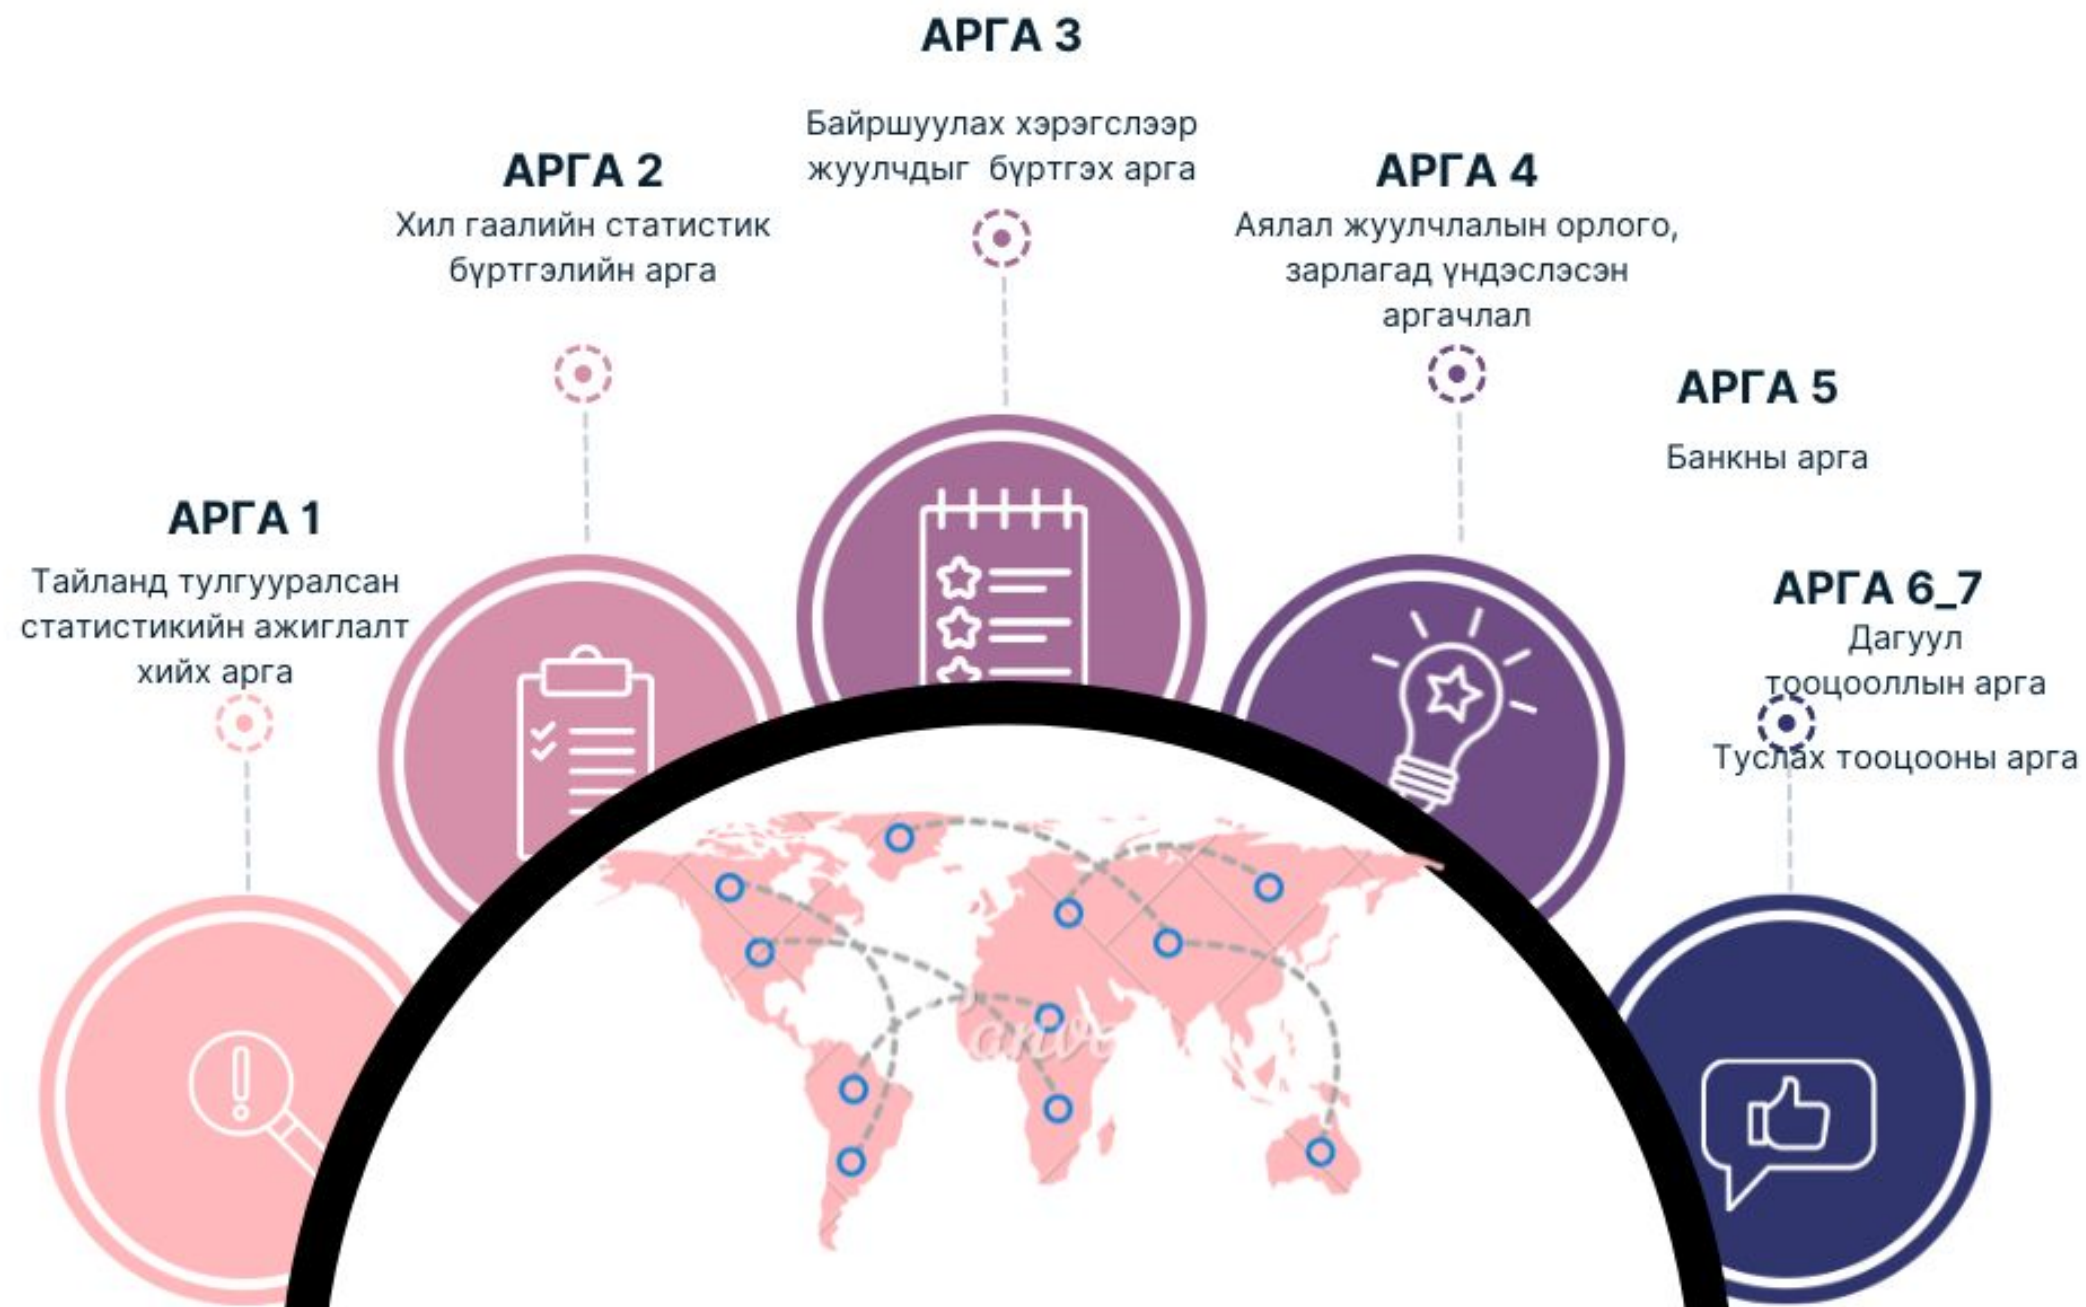 АРГА 1
Тайланд тулгууралсан
статистикийн ажиглалт
хийх арга
АРГА 2
Хил гаалийн статистик
бүртгэлийн арга
АРГА 3
Байршуулах хэрэгслээр
жуулчдыг бүртгэх арга
АРГА 4
Аялал жуулчлалын орлого,
зарлагад үндэслэсэн
аргачлал
АРГА 5
Банкны арга
АРГА 6_7
Дагуул
тооцооллын арга
Туслах тооцооны арга